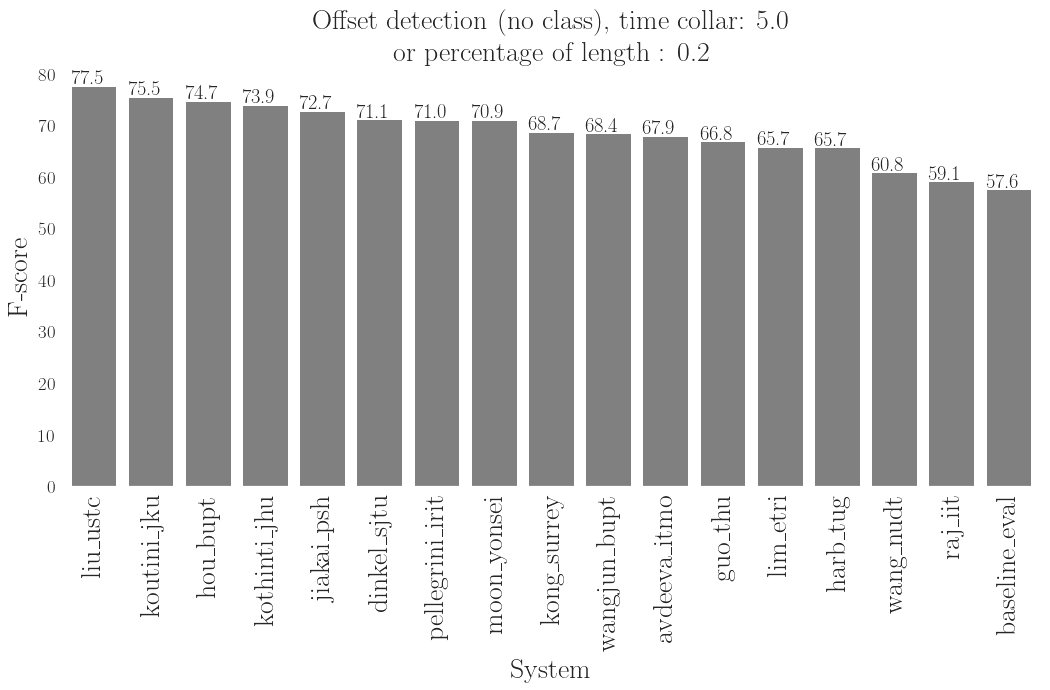 Offset detection (no class), time collar: 5.0
or percentage of length : 0.2
F-score
80
70
60
50
40
30
20
10
0
77.5
75.5
74.7
73.9
72.7
71.1
71.0
70.9
68.7
68.4
67.9
66.8
65.7
65.7
60.8
59.1
57.6
liu_ustc
koutini_jku
hou_bupt
kothinti_jhu
jiakai_psh
dinkel_sjtu
pellegrini_irit
moon_yonsei
kong_surrey
wangjun_bupt
avdeeva_itmo
guo_thu
lim_etri
harb_tug
wang_nudt
raj_iit
baseline_eval
System